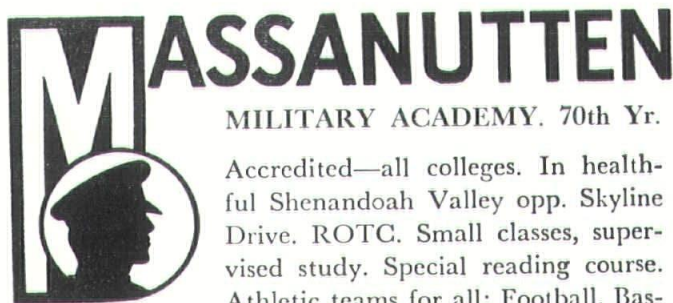 MASSANUTTEN
MILITARY ACADEMY. 70th Yr.
Accredited—all colleges. In health-
ful Shenandoah Valley opp. Skyline
Drive. ROTC. Small classes, super-
vised study. Special reading course.
Athletic teams for all: Football, Bas-